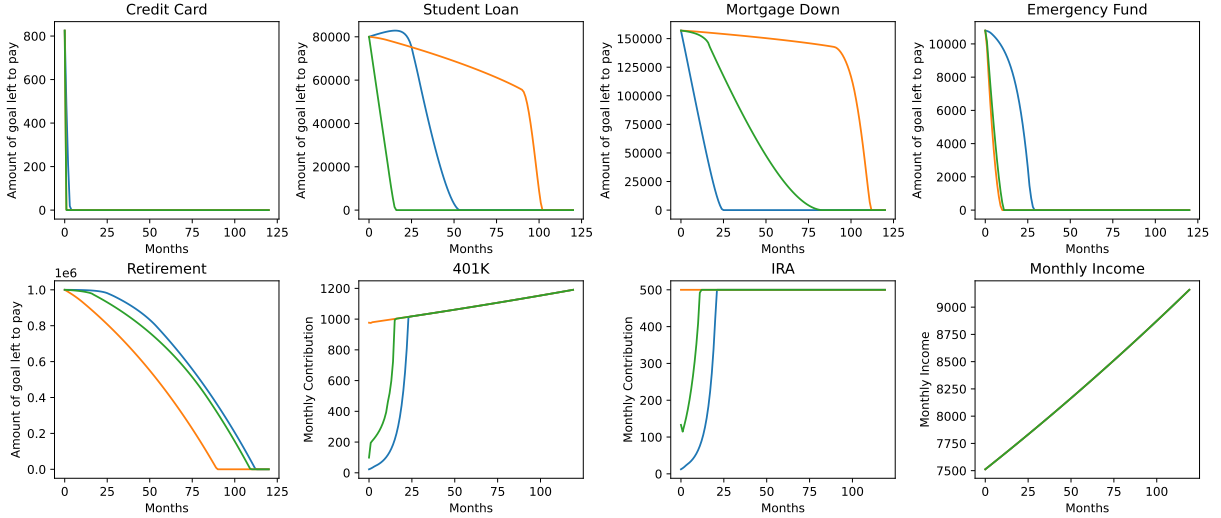 Credit Card
Amount of goal left to pay
800
600
400
200
0
0 25 50 75 100 125
Months
Student Loan
Amount of goal left to pay
80000
60000
40000
20000
0
0 25 50 75 100 125
Months
Mortgage Down
Amount of goal left to pay
150000
125000
100000
75000
50000
25000
0
0 25 50 75 100 125
Months
Emergency Fund
Amount of goal left to pay
10000
8000
6000
4000
2000
0
0 25 50 75 100 125
Months
Retirement
1e6
Amount of goal left to pay
1.0
0.8
0.6
0.4
0.2
0.0
0 25 50 75 100 125
Months
401K
Monthly Contribution
1200
1000
800
600
400
200
0
0 50 100
Months
IRA
Monthly Contribution
500
400
300
200
100
0
0 25 50 75 100 125
Months
Monthly Income
Monthly Income
9000
8750
8500
8250
8000
7750
7500
0 50 100
Months